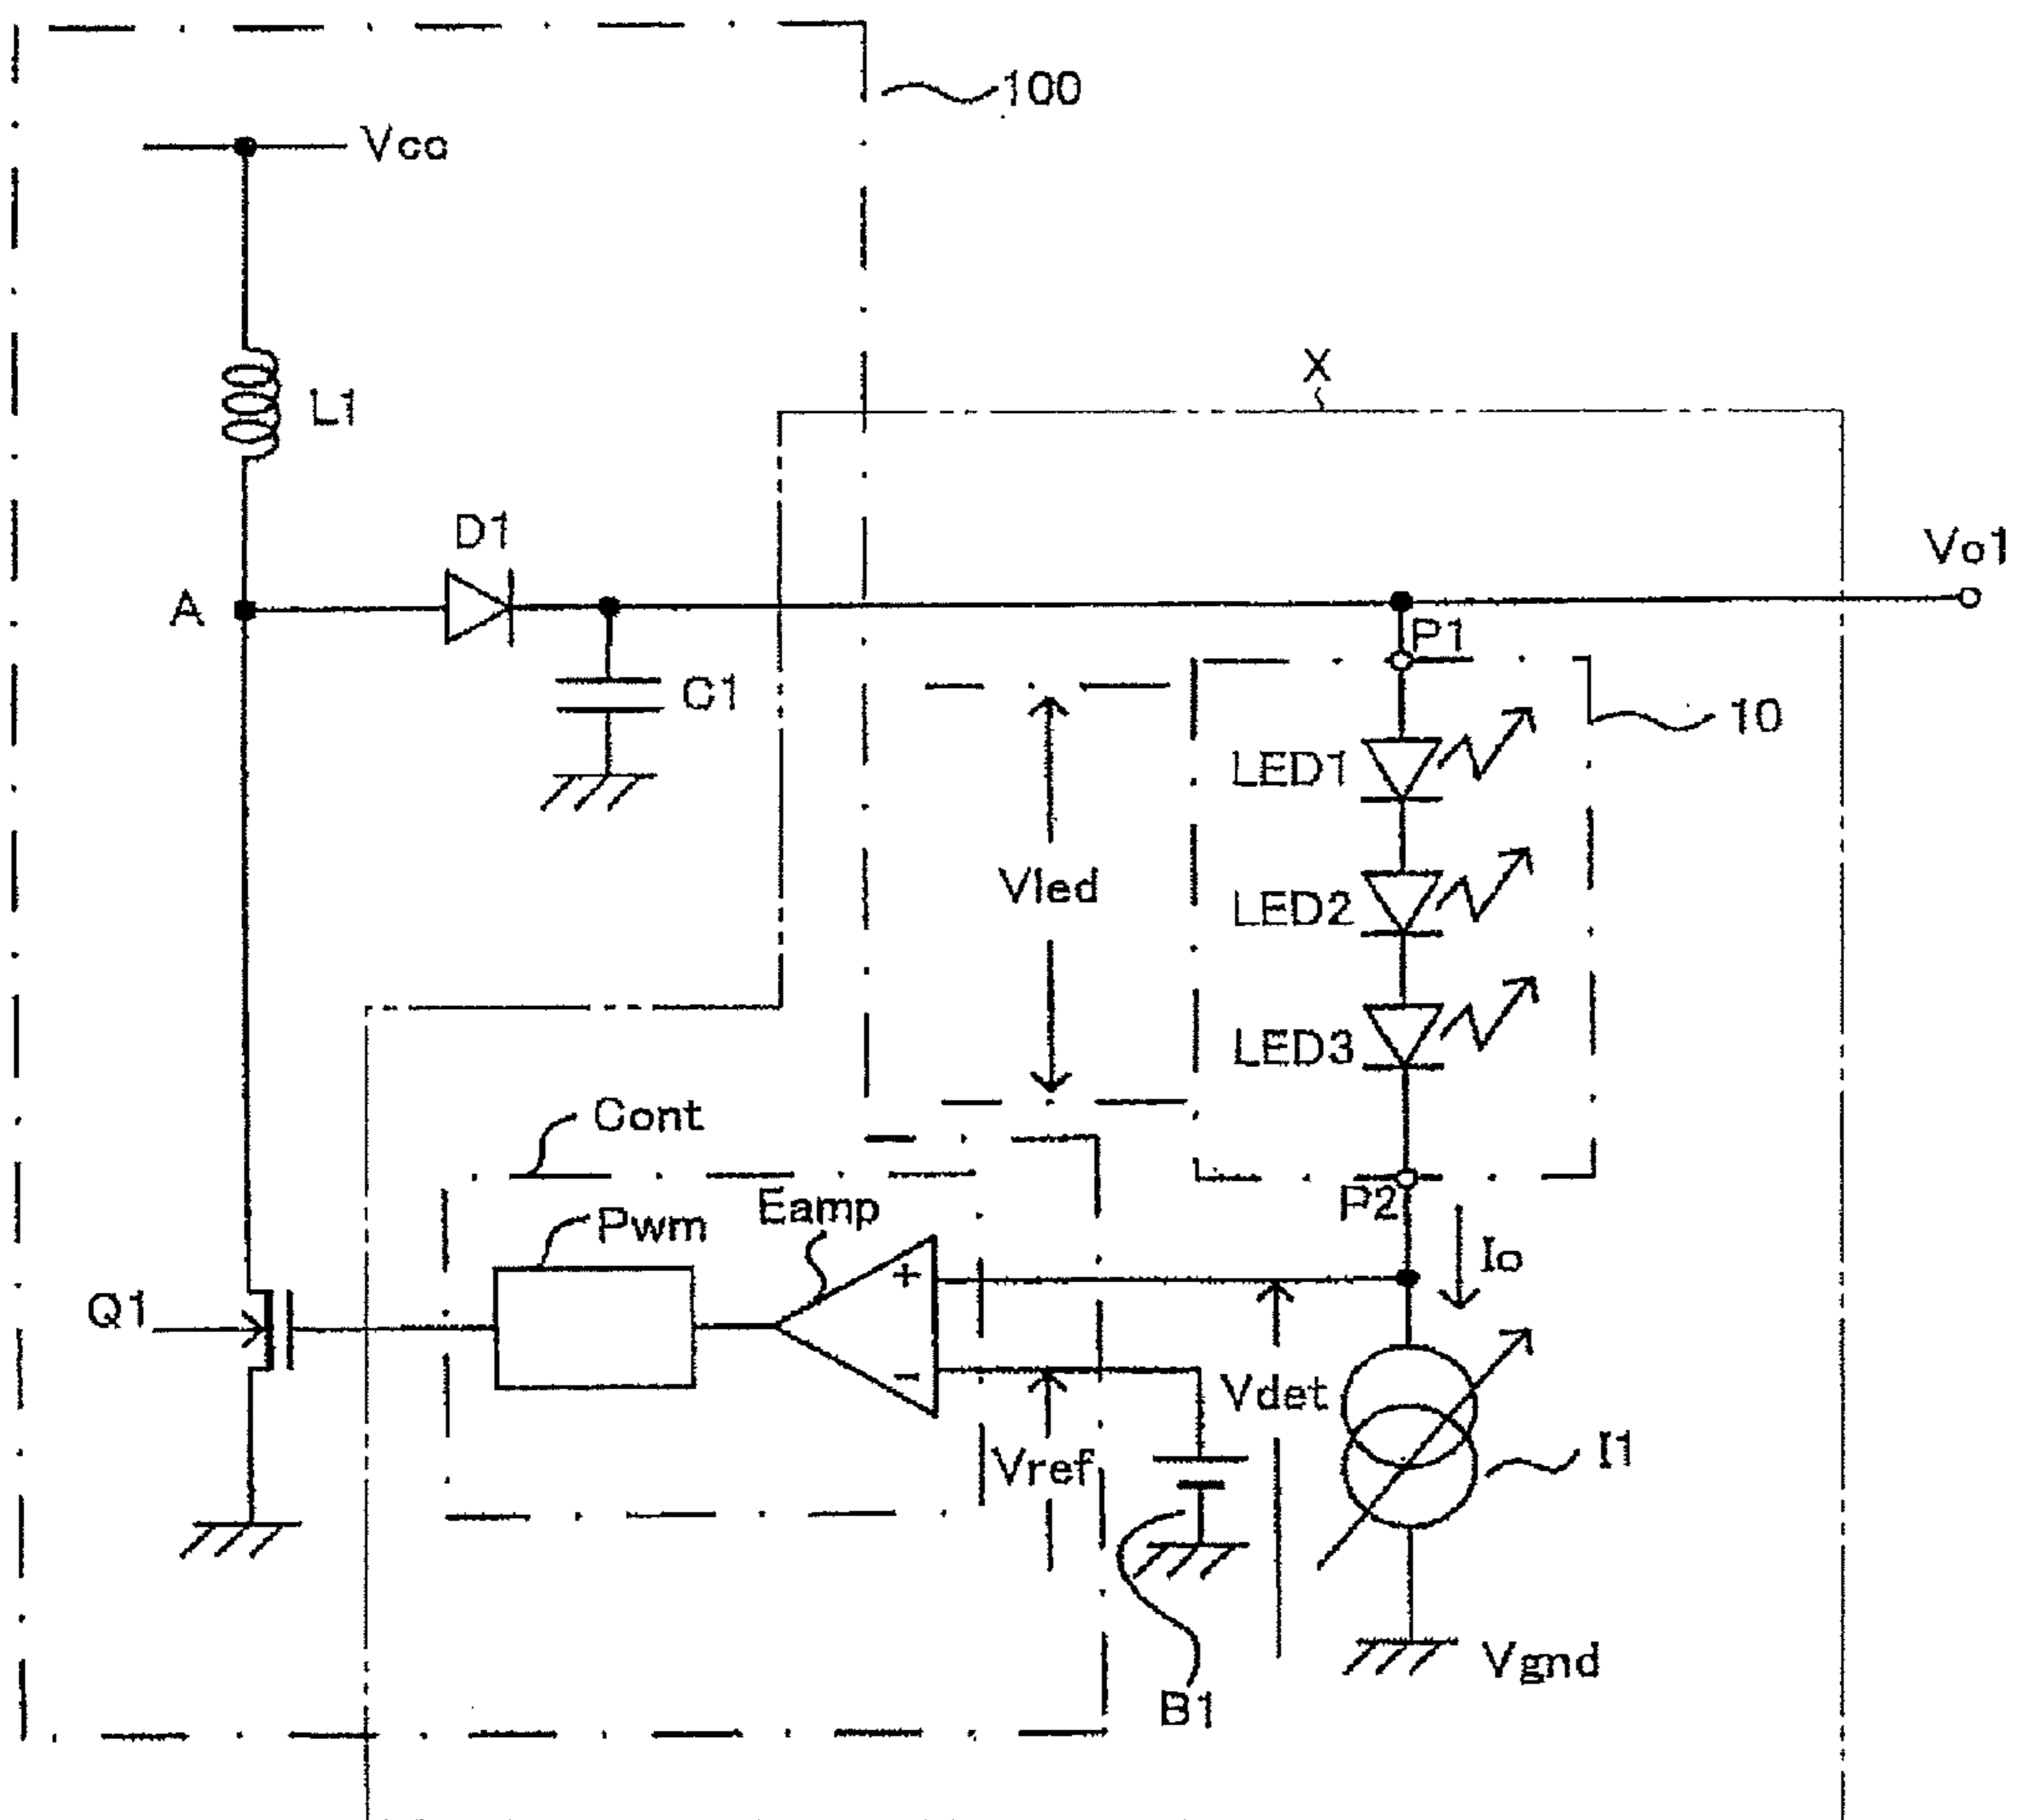 100
Vcc
X
L1
D1
Vo1
A
P1
C1
10
LED1
Vled
LED2
LED3
Cont
Eamp
P2
Pwm
Io
+
Q1
-
Vdet
Vref
I1
Vgnd
B1